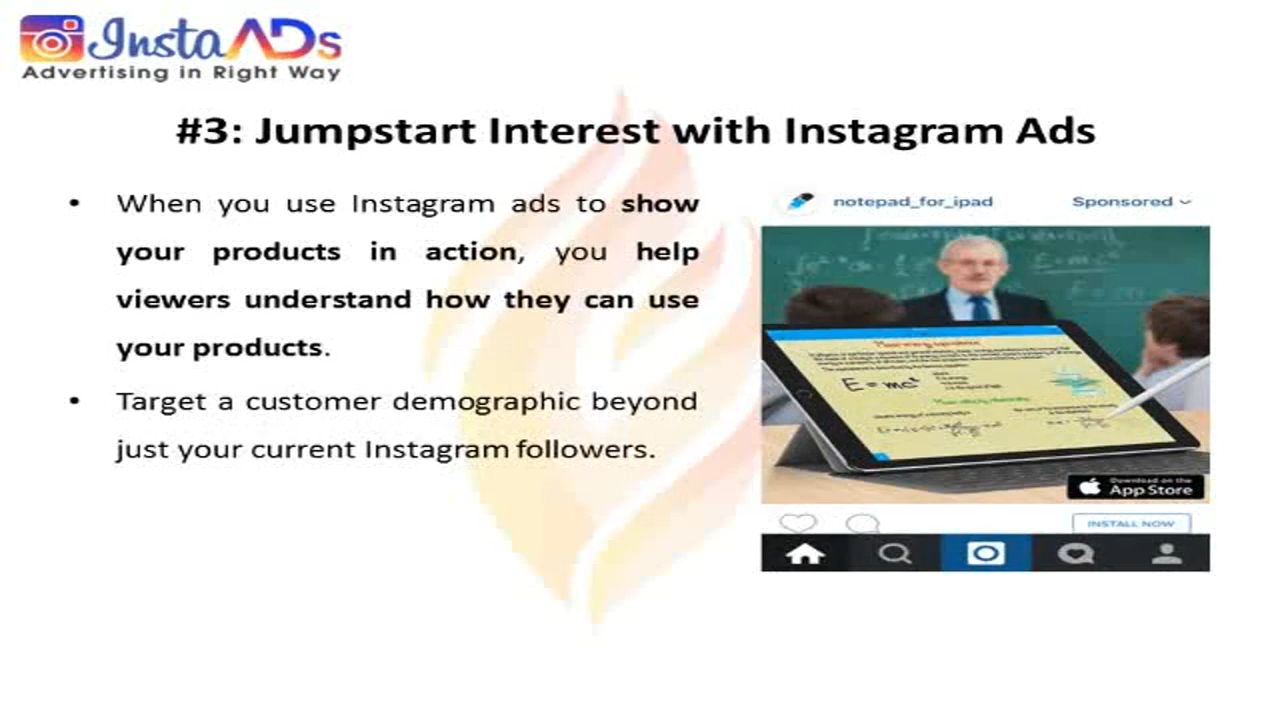 InstaADs
Advertising in Right Way
#3: Jumpstart Interest with Instagram Ads
• When you use Instagram ads to show
your products in action, you help
viewers understand how they can use
your products.
• Target a customer demographic beyond
just your current Instagram followers.
notepad_for_ipad
Sponsored
E=mc²
E = mc²
Download on the
App Store
INSTALL NOW